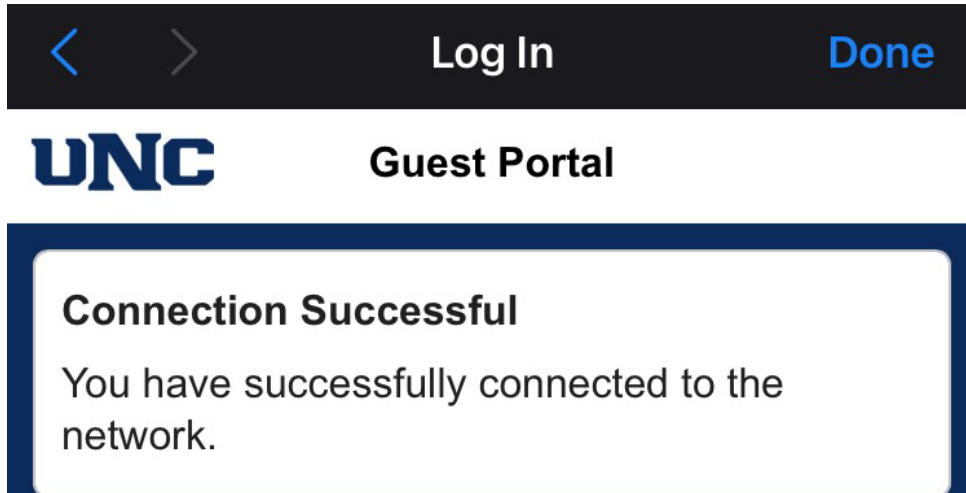 Log In Done
UNC Guest Portal
Connection Successful
You have successfully connected to the
network.